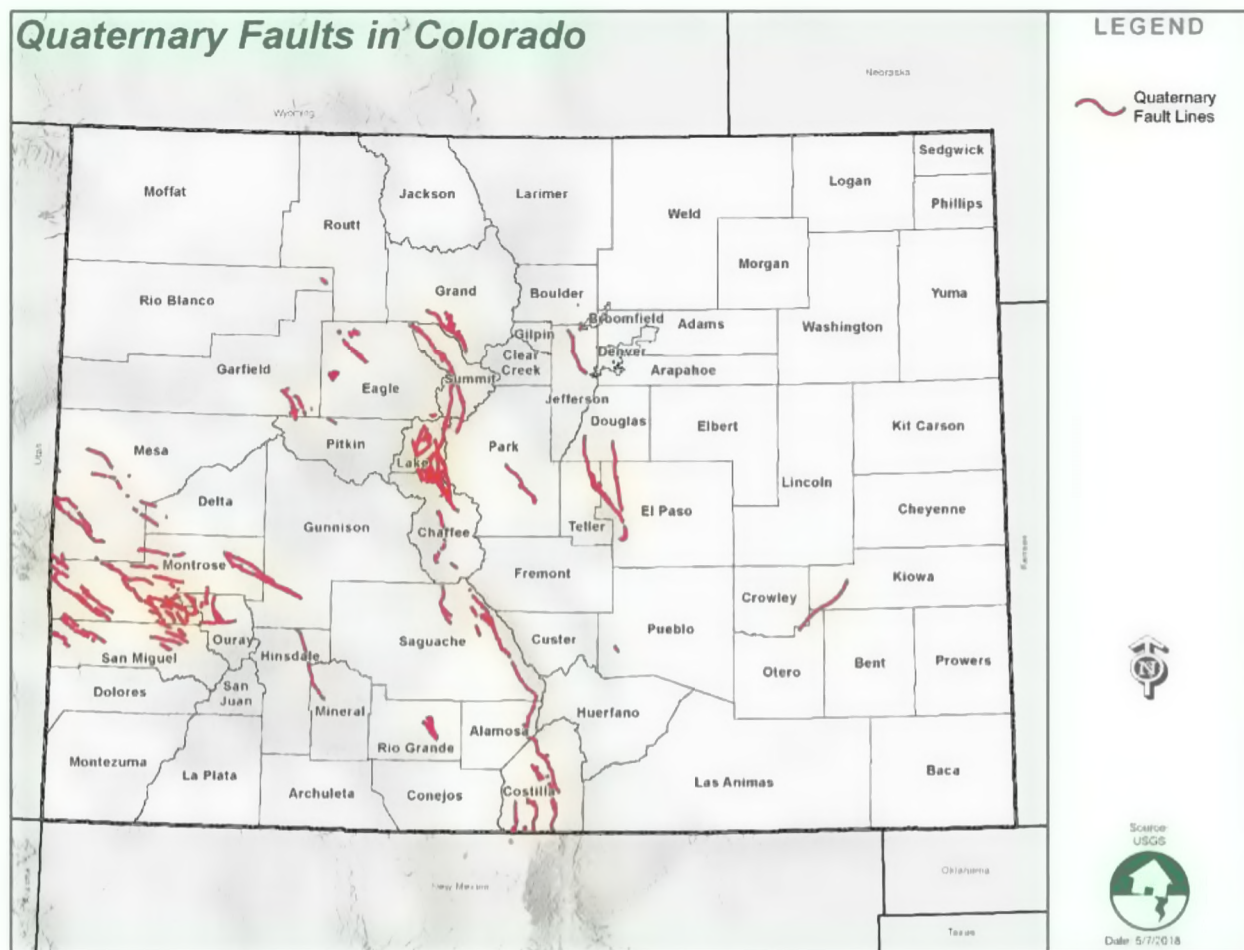 Quaternary Faults in Colorado
LEGEND
Quaternary
Fault Lines
Nebraska
Wyoming
Sedgwick
Logan
Phillips
Moffat
Jackson
Larimer
Weld
Routt
Morgan
Yuma
Rio Blanco
Grand
Boulder
Broomfield
Adams
Washington
Gilpin
Clear
Creek
Denver
Arapahoe
Garfield
Eagle
Summit
Jefferson
Douglas
Elbert
Kit Carson
Pitkin
Park
Mesa
Lake
Lincoln
Utah
Delta
Gunnison
Chaffee
Teller
El Paso
Cheyenne
Kansas
Montrose
Fremont
Kiowa
Crowley
Pueblo
Ouray
Saguache
Custer
San Miguel
Hinsdale
Otero
Bent
Prowers
Dolores
San
Juan
Mineral
Huerfano
Alamosa
Rio Grande
Montezuma
La Plata
Costilla
Las Animas
Baca
Archuleta
Conejos
N
Source
USGS
New Mexico
Oklahoma
Texas
Date: 5/7/2018